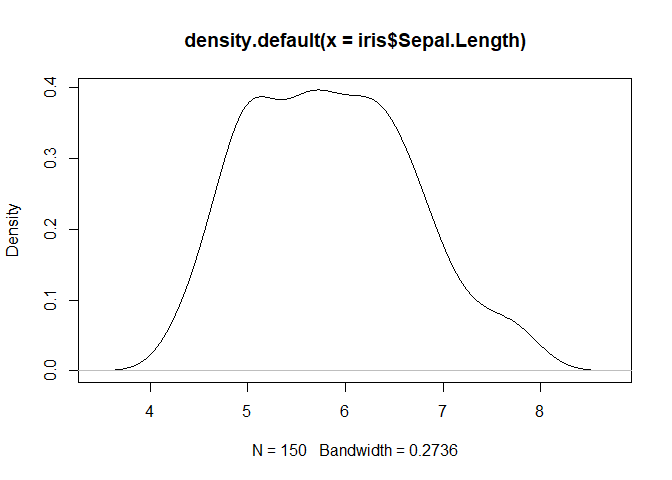 density.default(x = iris$Sepal.Length)
Density
0.4
0.3
0.2
0.1
0.0
4 5 6 7 8
N = 150 Bandwidth = 0.2736